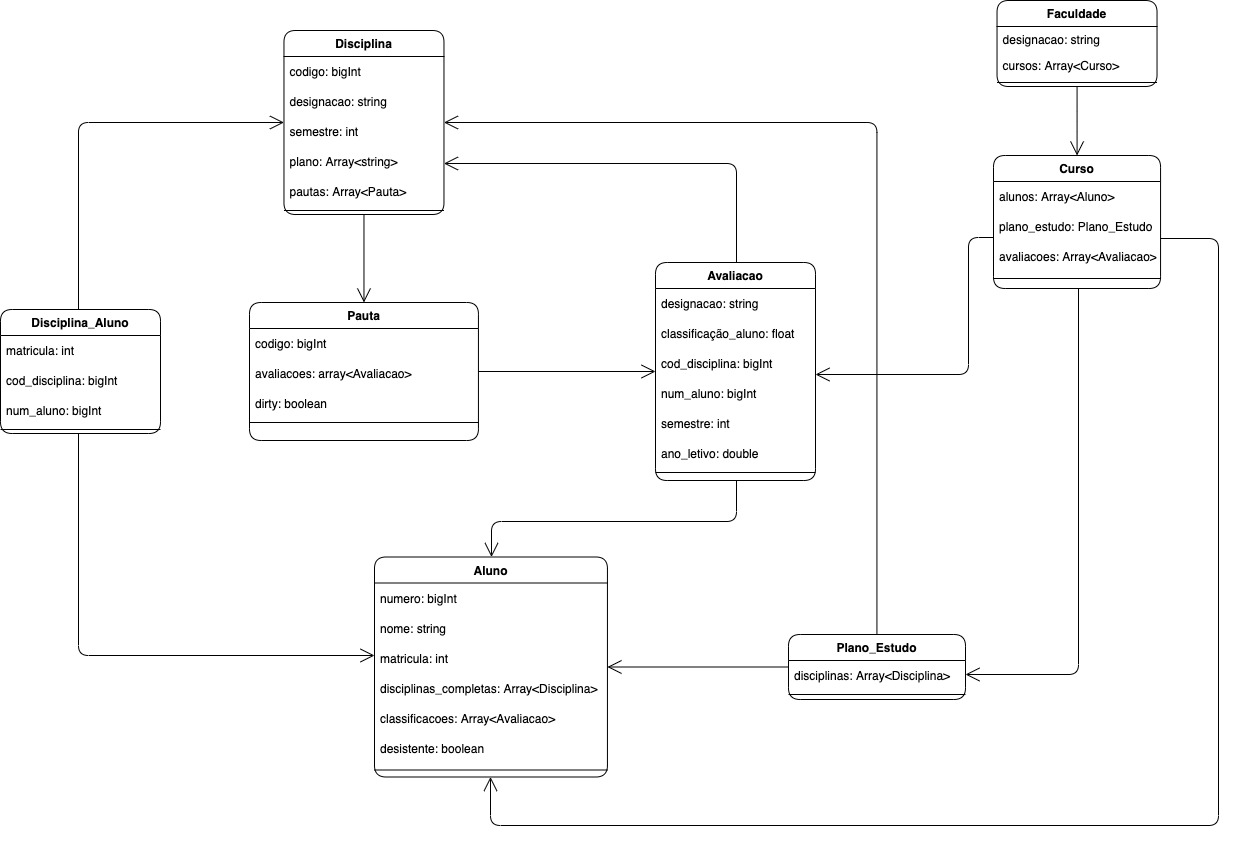 Faculdade
designacao: string
cursos: Array<Curso>
Disciplina
codigo: bigInt
designacao: string
semestre: int
plano: Array<string>
pautas: Array<Pauta>
Curso
alunos: Array<Aluno>
plano_estudo: Plano_Estudo
avaliacoes: Array<Avaliacao>
Avaliacao
designacao: string
classificação_aluno: float
cod_disciplina: bigInt
num_aluno: bigInt
semestre: int
ano_letivo: double
Pauta
codigo: bigInt
avaliacoes: array<Avaliacao>
dirty: boolean
Disciplina_Aluno
matricula: int
cod_disciplina: bigInt
num_aluno: bigInt
Aluno
numero: bigInt
nome: string
matricula: int
disciplinas_completas: Array<Disciplina>
classificacoes: Array<Avaliacao>
desistente: boolean
Plano_Estudo
disciplinas: Array<Disciplina>